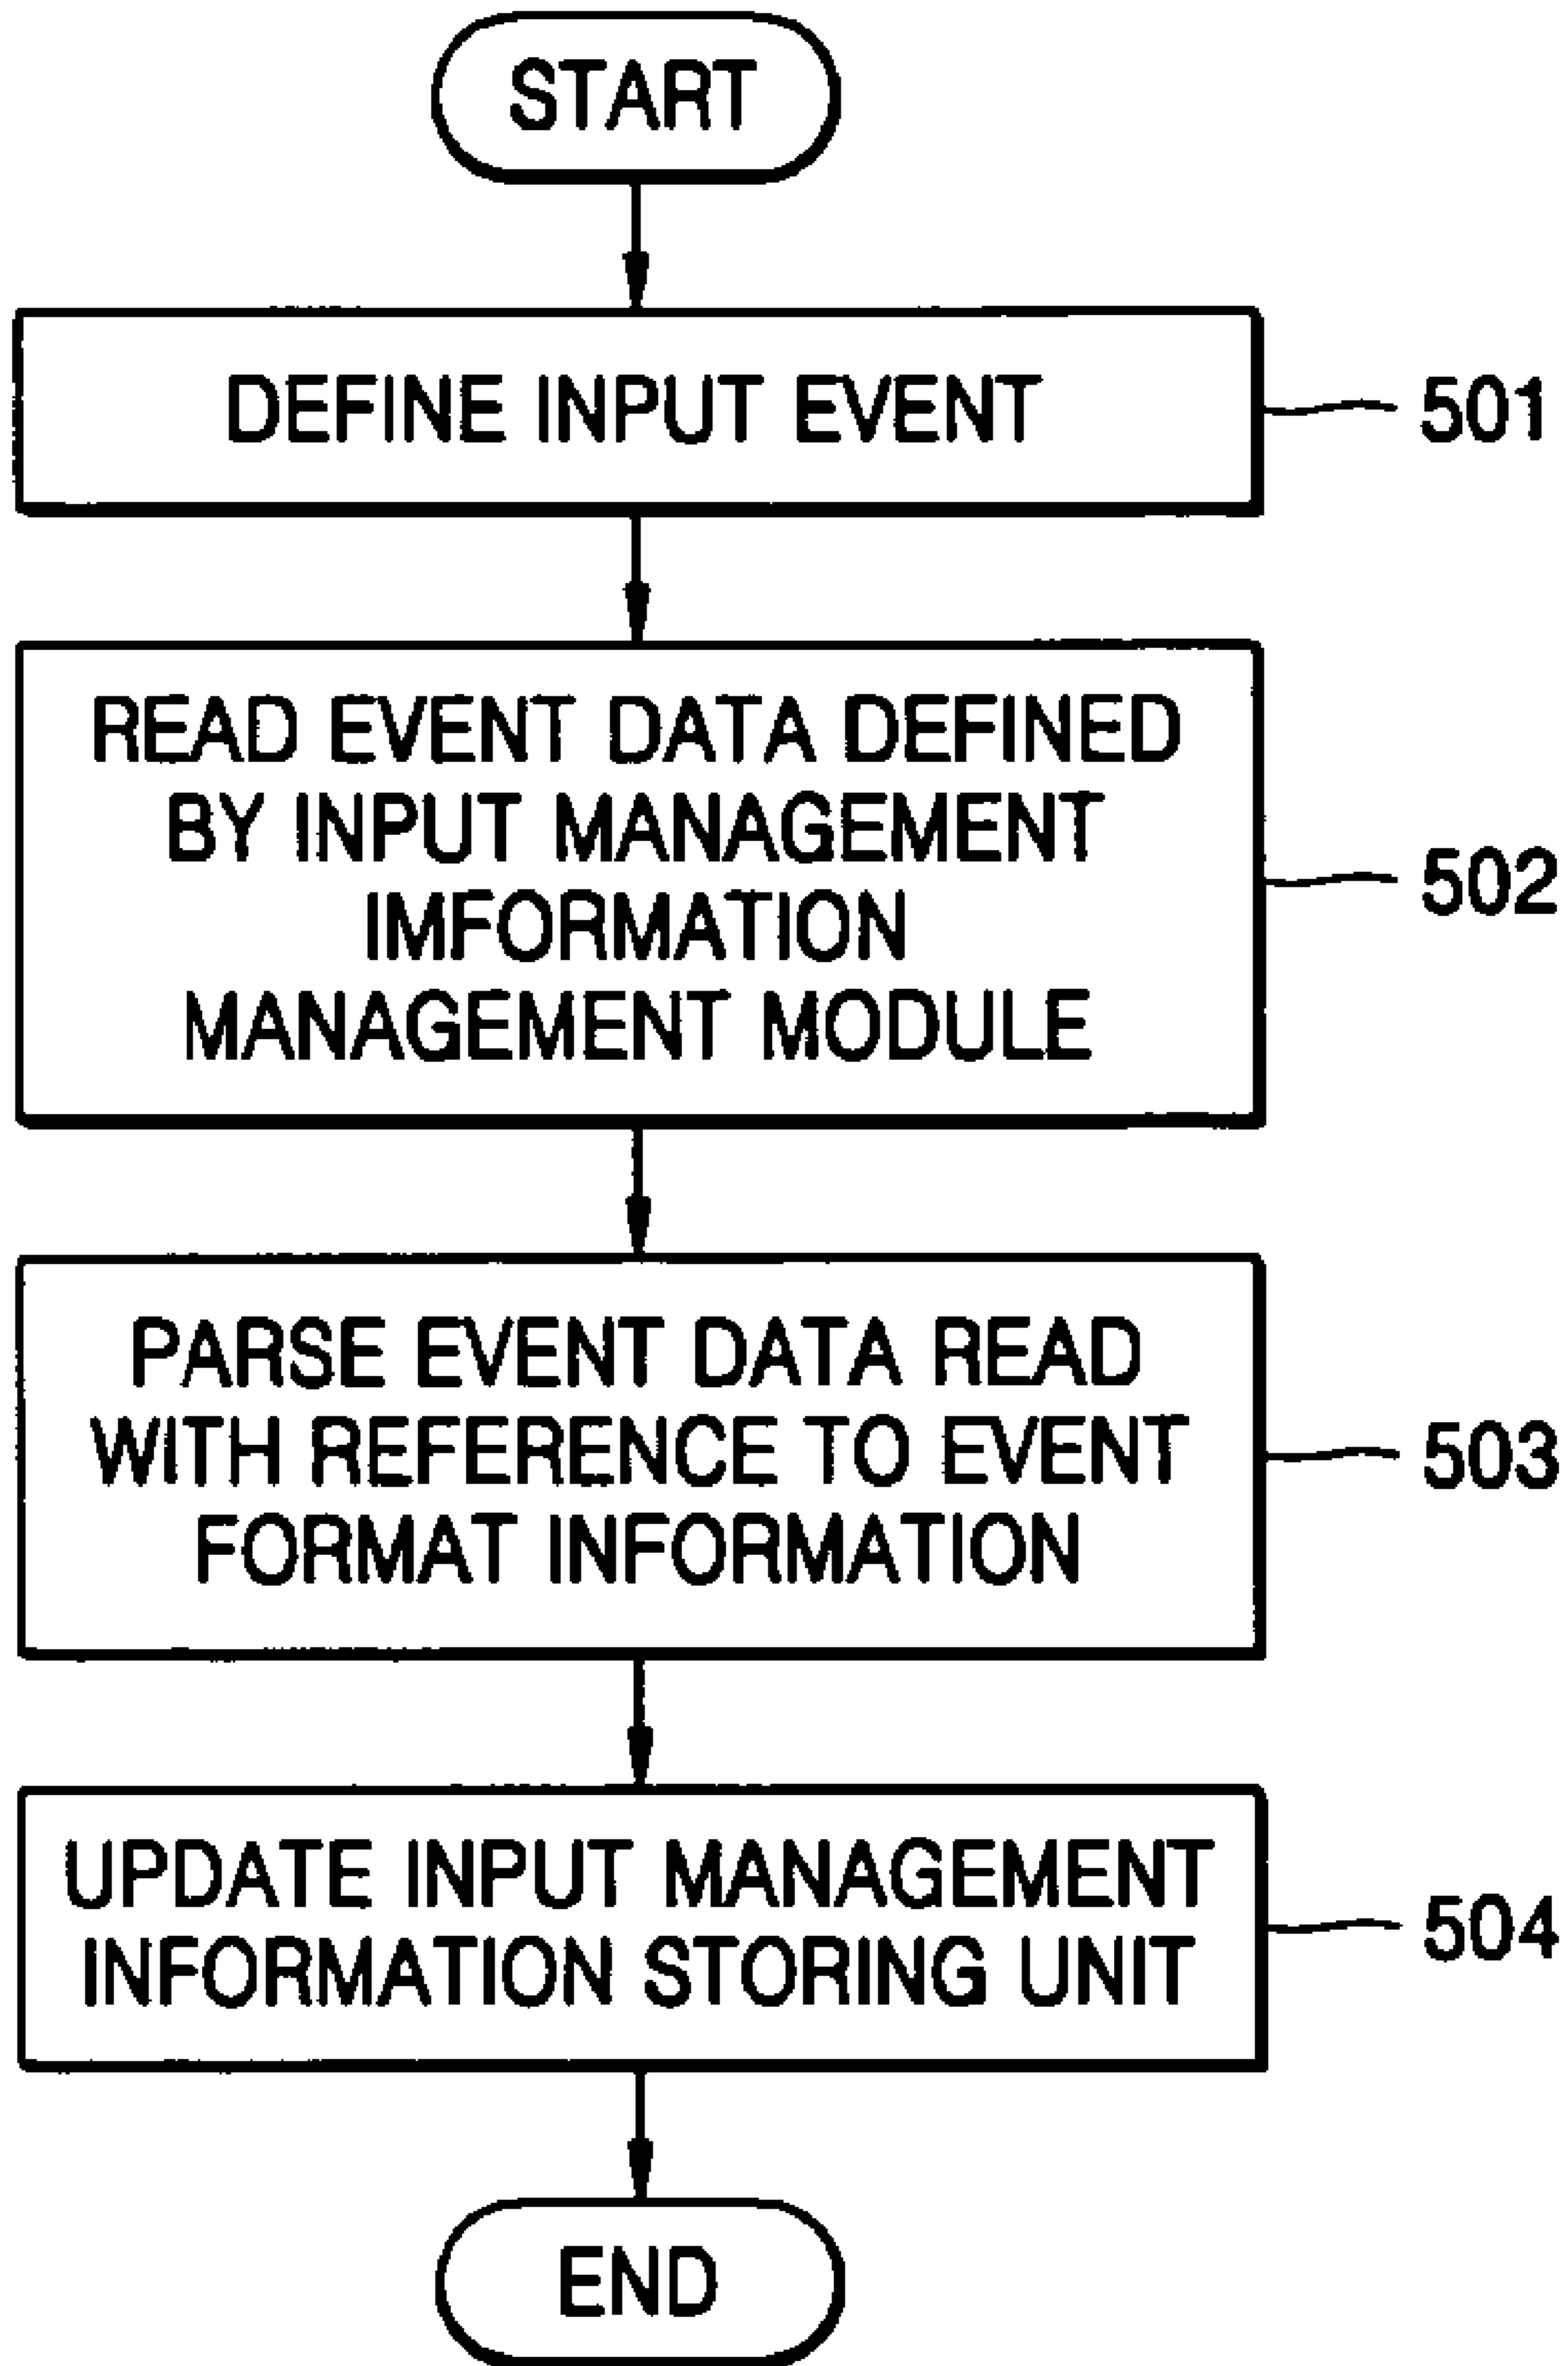 START
DEFINE INPUT EVENT
501
READ EVENT DATA DEFINED
BY INPUT MANAGEMENT
IMFORMATION
MANAGEMENT MODULE
502
PARSE EVENT DATA READ
WITH REFERENCE TO EVENT
FORMAT INFORMATION
503
UPDATE INPUT MANAGEMENT
INFORMATION STORING UNIT
504
END